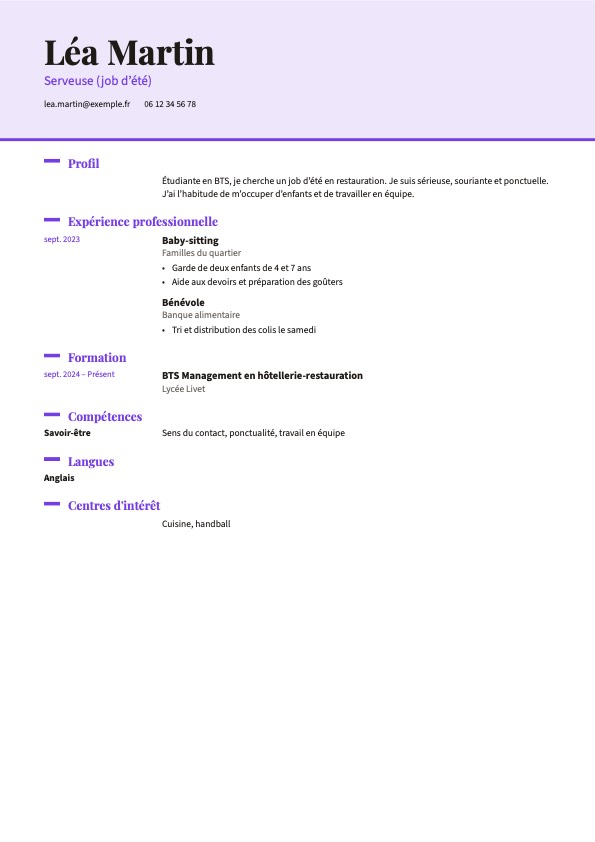 Léa Martin
Serveuse (job d’été)
lea.martin@exemple.fr 06 12 34 56 78
Profil
Étudiante en BTS, je cherche un job d’été en restauration. Je suis sérieuse, souriante et ponctuelle.
J’ai l’habitude de m’occuper d’enfants et de travailler en équipe.
Expérience professionnelle
sept. 2023
Baby-sitting
Familles du quartier
• Garde de deux enfants de 4 et 7 ans
• Aide aux devoirs et préparation des goûters
Bénévole
Banque alimentaire
• Tri et distribution des colis le samedi
Formation
sept. 2024 – Présent
BTS Management en hôtellerie-restauration
Lycée Livet
Compétences
Savoir-être Sens du contact, ponctualité, travail en équipe
Langues
Anglais
Centres d'intérêt
Cuisine, handball